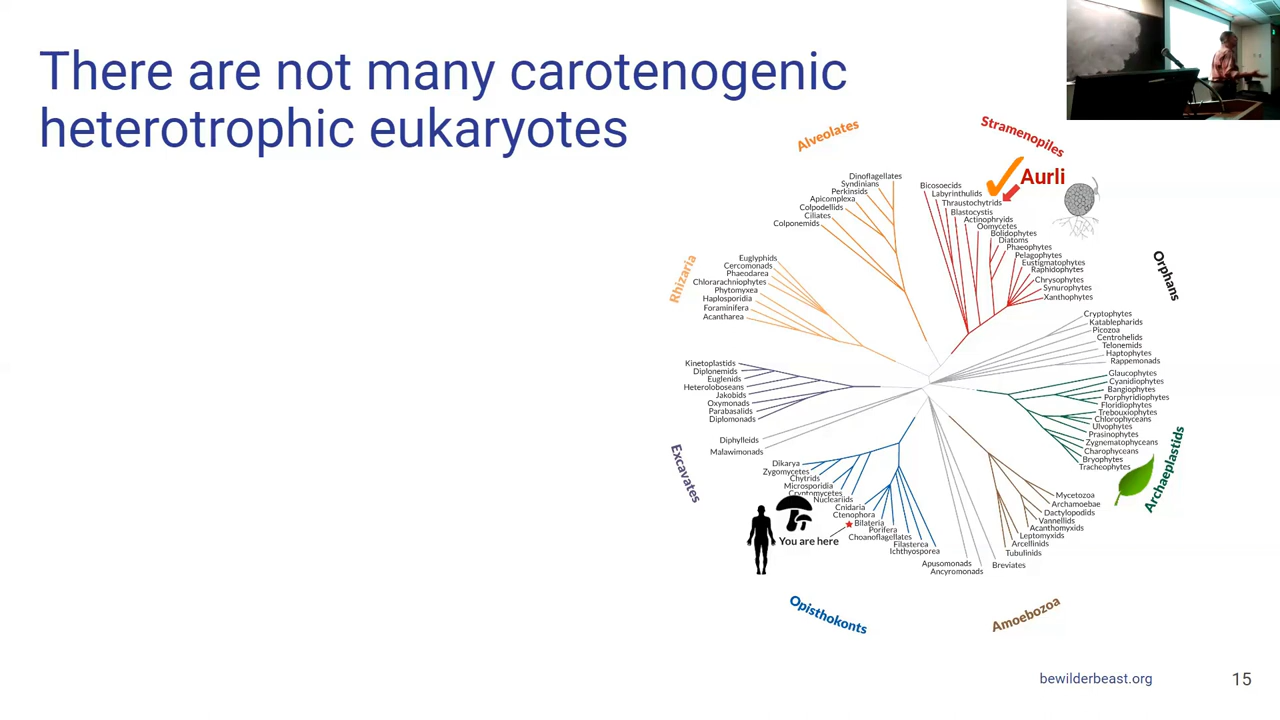 There are not many carotenogenic
heterotrophic eukaryotes
Alveolates
Stramenopiles
Aurli
Dinoflagellates
Syndinians
Perkinsids
Apicomplexa
Colpodellids
Ciliates
Colponemids
Bicosoecids
Labyrinthulids
Thraustochytrids
Blastocystis
Actinophryids
Oomycetes
Bolidophytes
Diatoms
Phaeophytes
Pelagophytes
Eustigmatophytes
Raphidophytes
Chrysophytes
Synurophytes
Xanthophytes
Orphans
Rhizaria
Euglyphids
Cercomonads
Phaeodarea
Chlorarachniophytes
Phytomyxea
Haplosporidia
Foraminifera
Acantharea
Cryptophytes
Katablepharids
Picozoa
Centrohelids
Telonemids
Haptophytes
Rappemonads
Kinetoplastids
Diplonemids
Euglenids
Heteroloboseans
Jakobids
Oxymonads
Parabasalids
Diplomonads
Glaucophytes
Cyanidiophytes
Bangiophytes
Porphyridiophytes
Floridiophytes
Trebouxiophytes
Chlorophyceans
Ulvophytes
Prasinophytes
Zygnematophyceans
Charophyceans
Bryophytes
Tracheophytes
Archaeplastids
Diphylleids
Malawimonads
Excavates
Dikarya
Zygomycetes
Chytrids
Microsporidia
Cryptomycetes
Nucleariids
Cnidaria
Ctenophora
Bilateria
Porifera
Choanoflagellates
Filasterea
Ichthyosporea
You are here
Mycetozoa
Archamoebae
Dactylopodids
Vannellids
Acanthomyxids
Leptomyxids
Arcellinids
Tubulinids
Apusomonads
Ancyromonads
Breviates
Opisthokonts
Amoebozoa
bewilderbeast.org
15